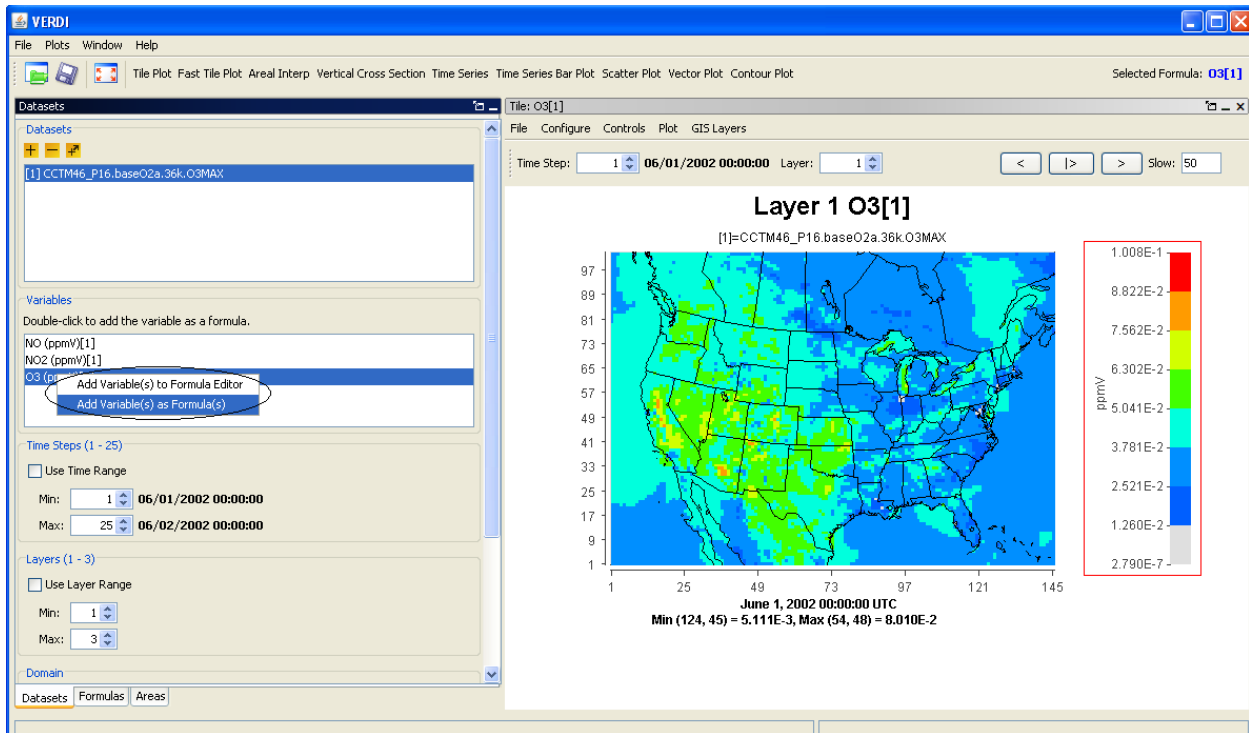 VERDI
File Plots Window Help
Tile Plot Fast Tile Plot Areal Interp Vertical Cross Section Time Series Time Series Bar Plot Scatter Plot Vector Plot Contour Plot Selected Formula: O3[1]
Datasets
Datasets
[1] CCTM46_P16.baseO2a.36k.O3MAX
Variables
Double-click to add the variable as a formula.
NO (ppmV)[1]
NO2 (ppmV)[1]
O3
Add Variable(s) to Formula Editor
Add Variable(s) as Formula(s)
Time Steps (1 - 25)
Use Time Range
Min: 1 06/01/2002 00:00:00
Max: 25 06/02/2002 00:00:00
Layers (1 - 3)
Use Layer Range
Min: 1
Max: 3
Domain
Datasets Formulas Areas
Tile: O3[1]
File Configure Controls Plot GIS Layers
Time Step: 1 06/01/2002 00:00:00 Layer: 1 < |> > Slow: 50
Layer 1 O3[1]
[1]=CCTM46_P16.baseO2a.36k.O3MAX
97
89
81
73
65
57
49
41
33
25
17
9
1
1 25 49 73 97 121 145
June 1, 2002 00:00:00 UTC
Min (124, 45) = 5.111E-3, Max (54, 48) = 8.010E-2
ppmV
1.008E-1
8.822E-2
7.562E-2
6.302E-2
5.041E-2
3.781E-2
2.521E-2
1.260E-2
2.790E-7